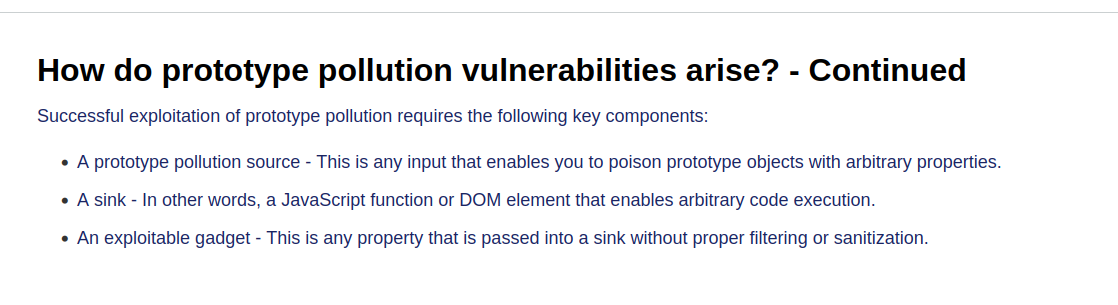 How do prototype pollution vulnerabilities arise? - Continued
Successful exploitation of prototype pollution requires the following key components:
• A prototype pollution source - This is any input that enables you to poison prototype objects with arbitrary properties.
• A sink - In other words, a JavaScript function or DOM element that enables arbitrary code execution.
• An exploitable gadget - This is any property that is passed into a sink without proper filtering or sanitization.